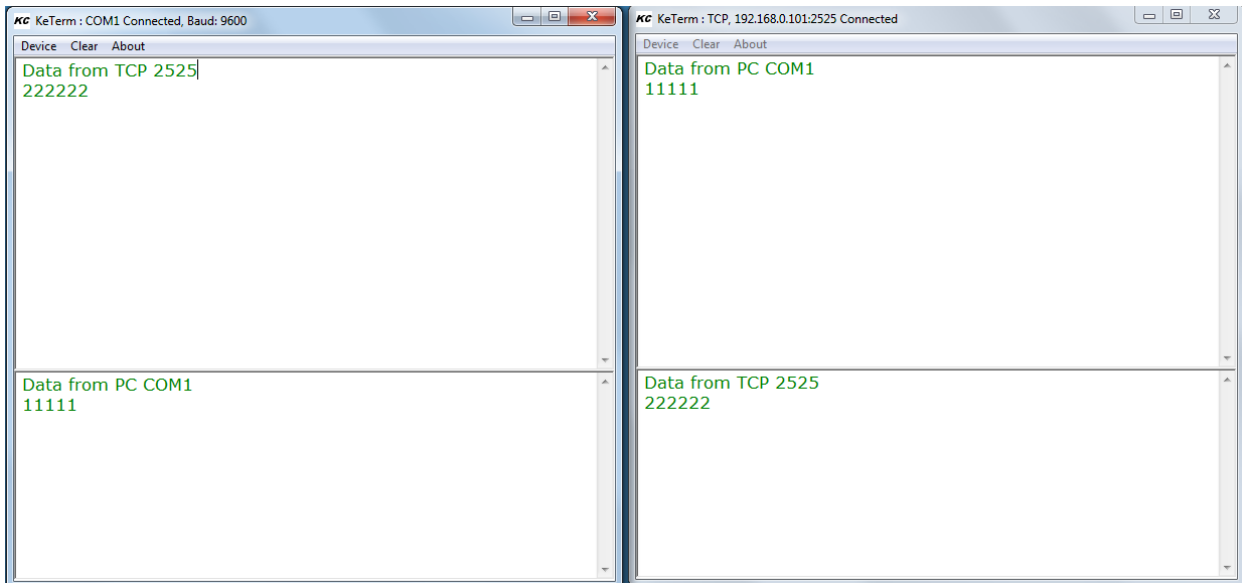 KC KeTerm : COM1 Connected, Baud: 9600
Device Clear About
Data from TCP 2525
222222
Data from PC COM1
11111
KC KeTerm : TCP, 192.168.0.101:2525 Connected
Device Clear About
Data from PC COM1
11111
Data from TCP 2525
222222